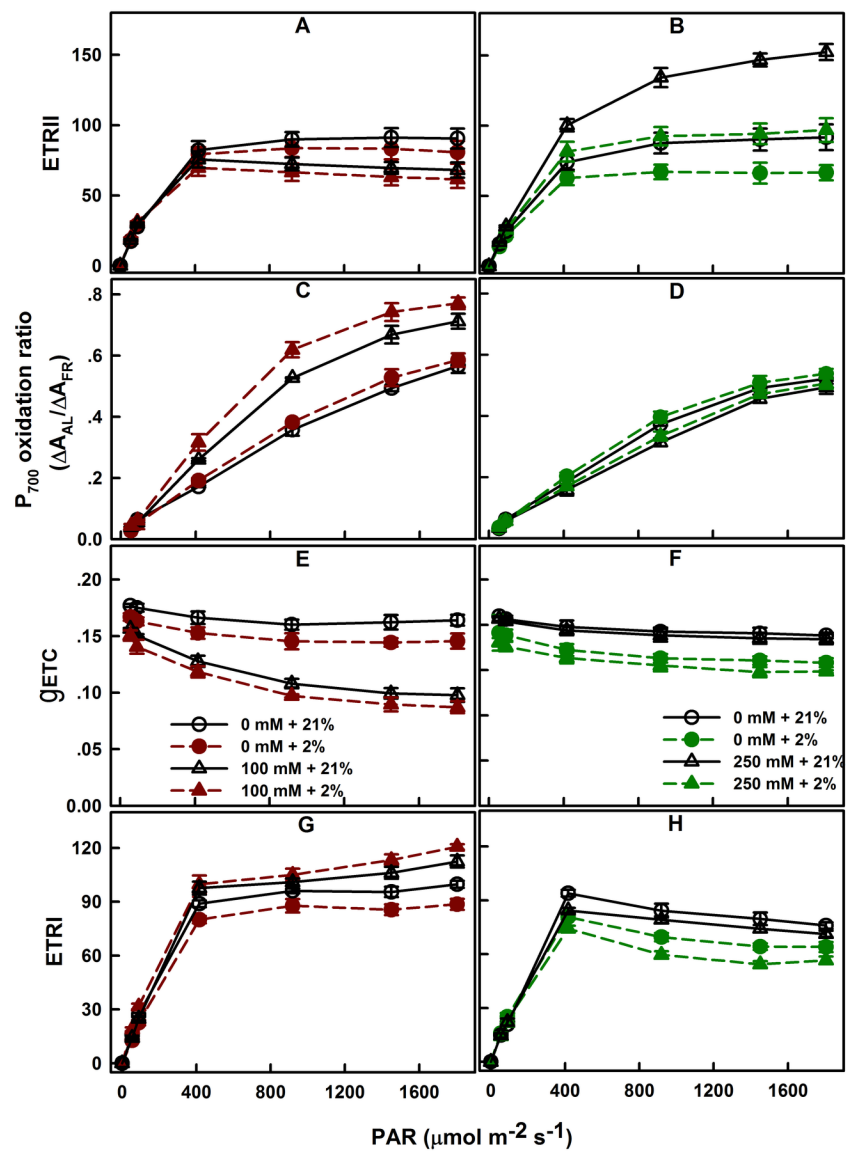 A
B
150
100
50
0
ETRII
C
D
.8
.6
.4
.2
0.0
P700 oxidation ratio
(ΔAAL/ΔAFR)
E
F
.20
.15
.10
.05
0.00
gETC
0 mM + 21%
0 mM + 2%
100 mM + 21%
100 mM + 2%
0 mM + 21%
0 mM + 2%
250 mM + 21%
250 mM + 2%
G
H
120
90
60
30
0
ETRI
0 400 800 1200 1600
0 400 800 1200 1600
PAR (μmol m-2 s-1)